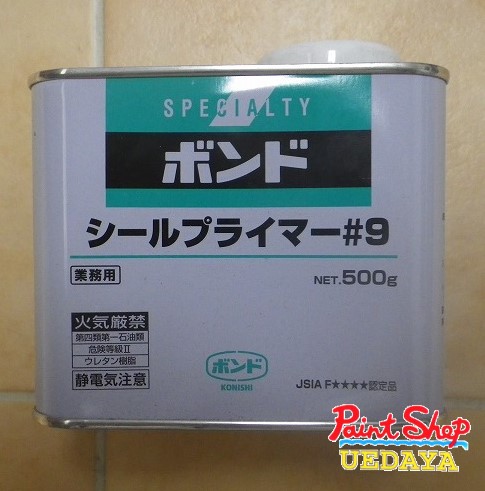 SPECIALTY
ボンド
シールプライマー#9
業務用
NET.500g
火気厳禁
第四類第一石油類
危険等級Ⅱ
ウレタン樹脂
静電気注意
ボンド
KONISHI
JSIA F★★★★認定品
Paint Shop
UEDAYA